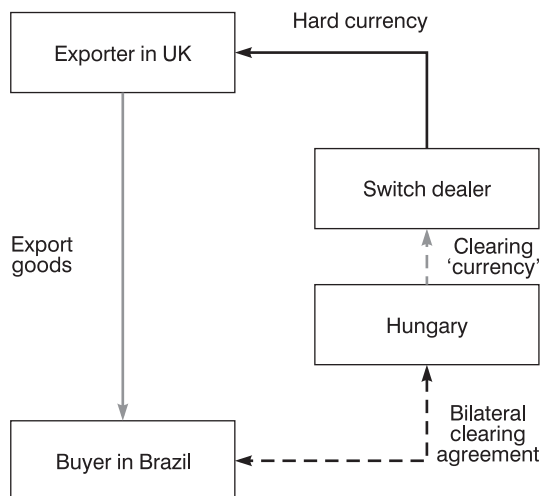 Hard currency
Exporter in UK
Switch dealer
Export
goods
Clearing
‘currency’
Hungary
Bilateral
clearing
agreement
Buyer in Brazil